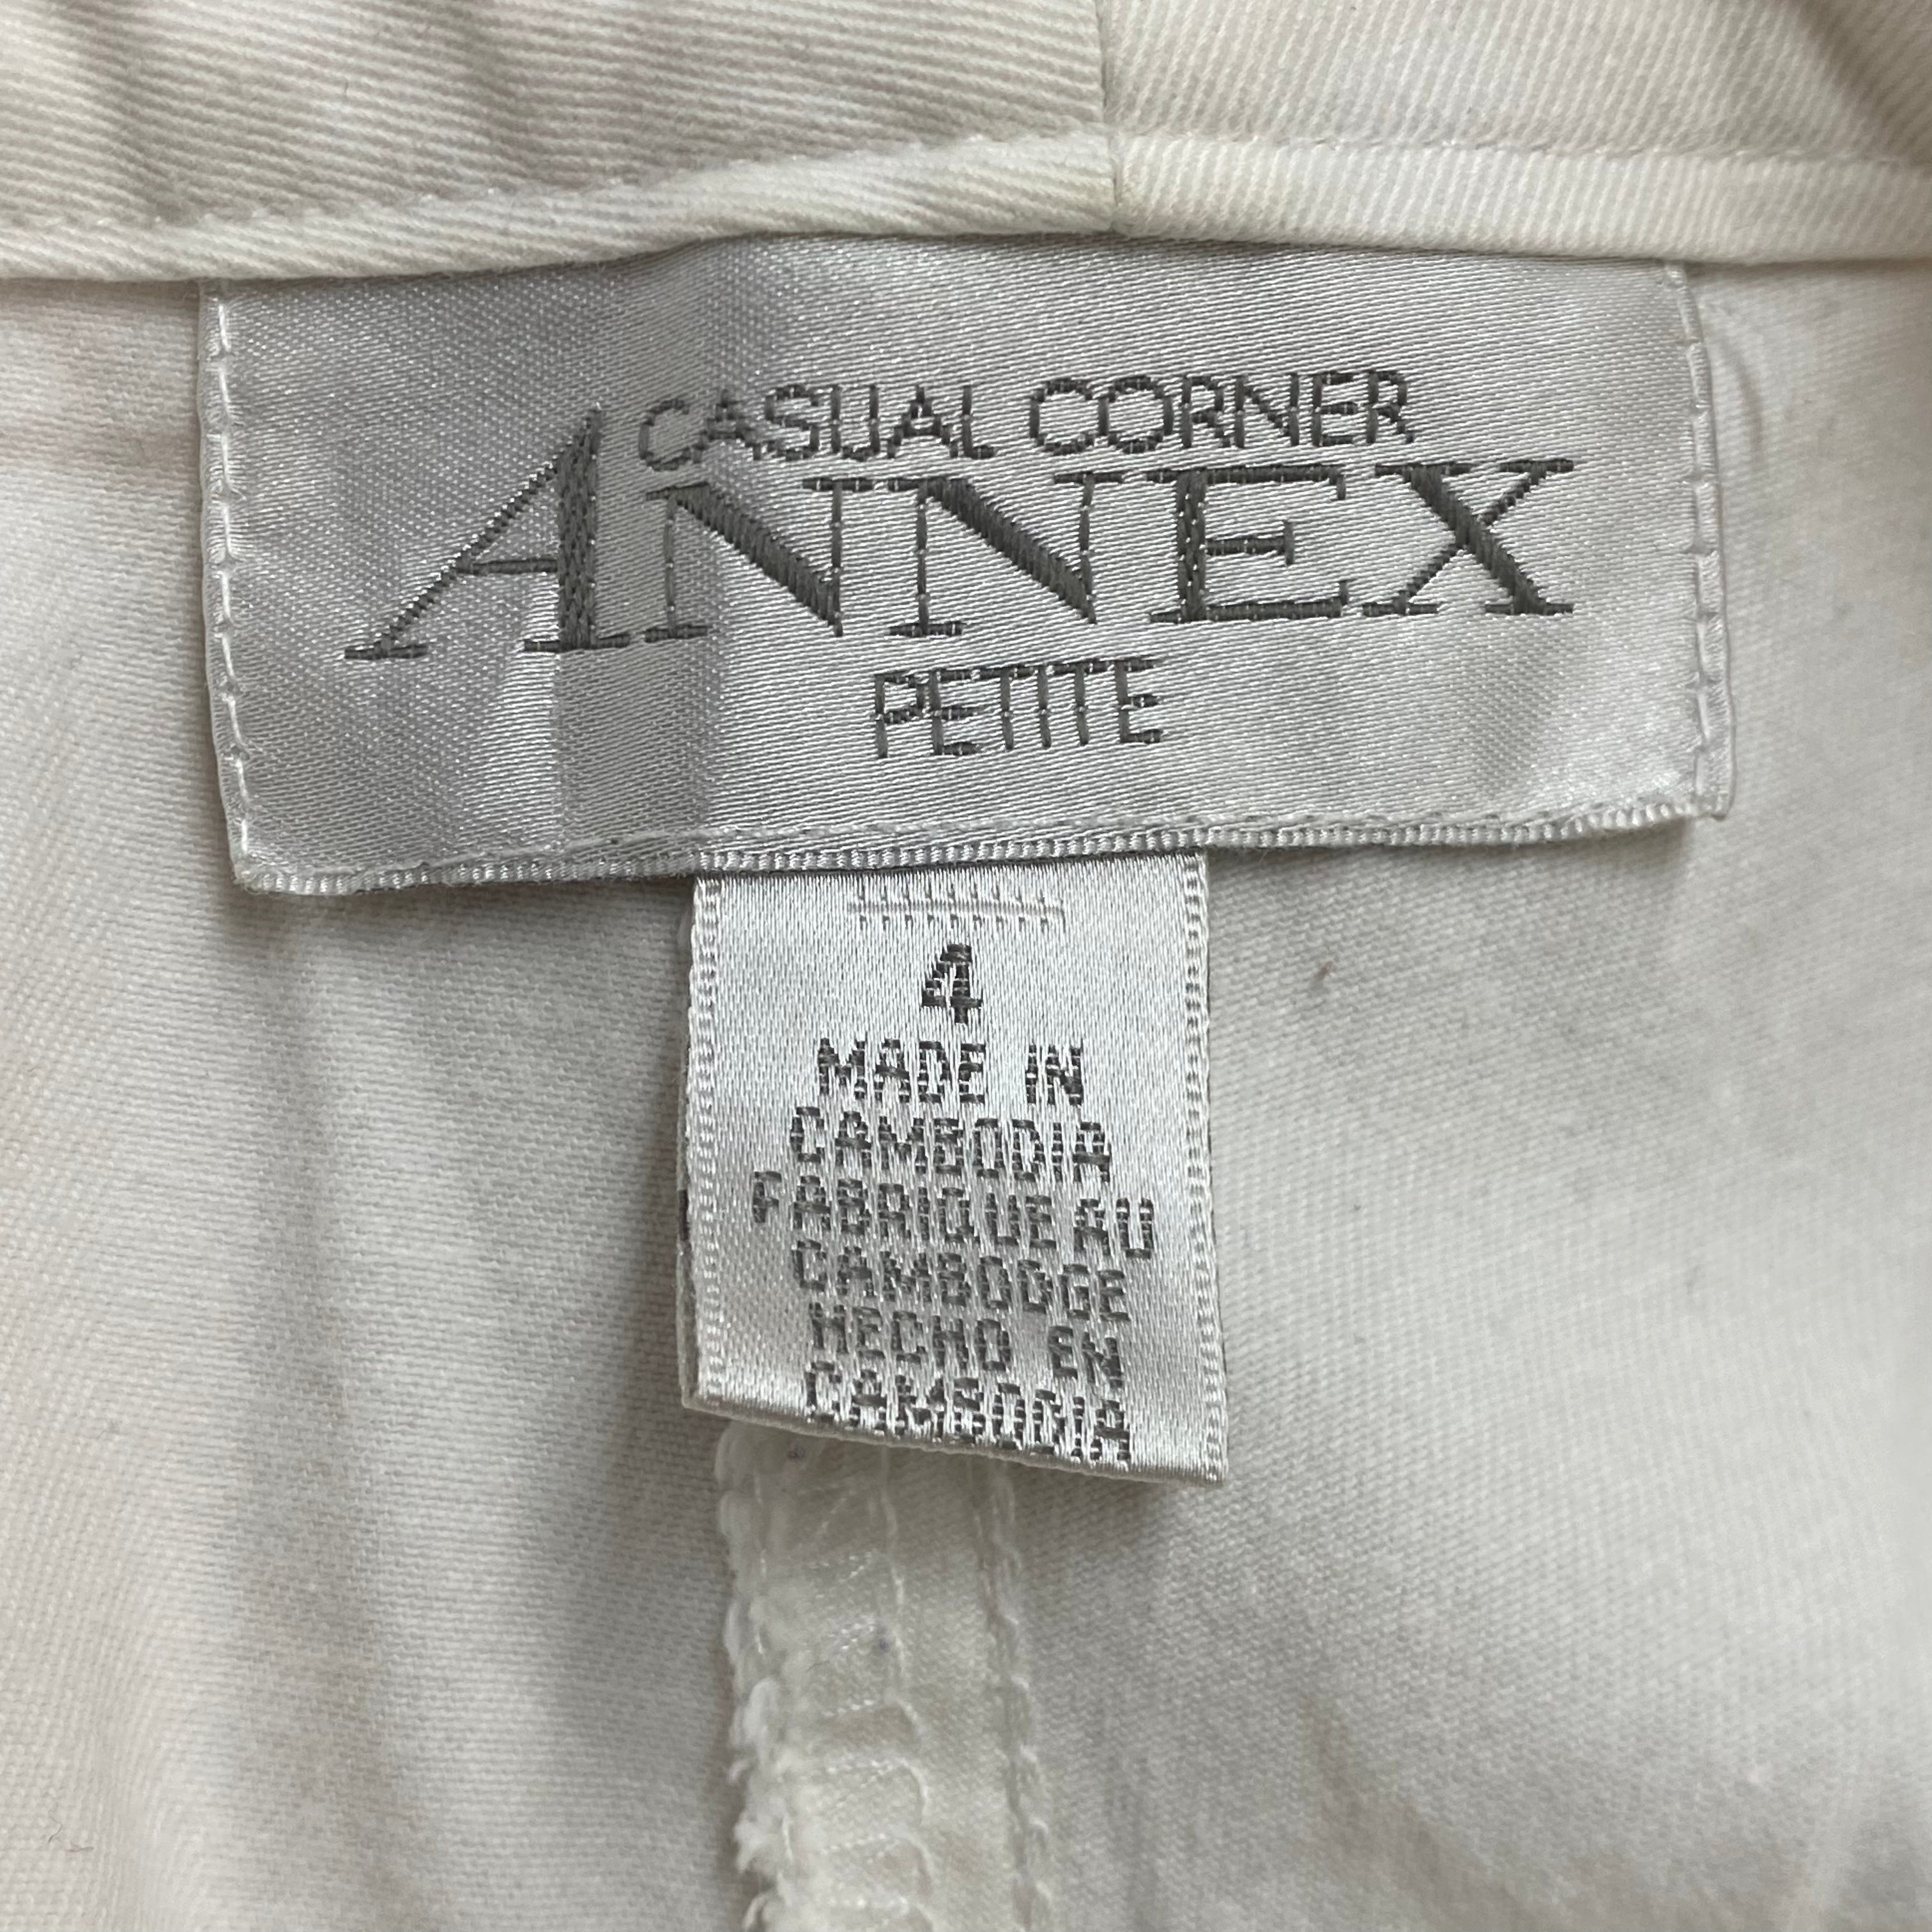 CASUAL CORNER
ANNEX
PETITE
4
MADE IN
CAMBODIA
FABRIQUE AU
CAMBODGE
HECHO EN
CAMBODIA